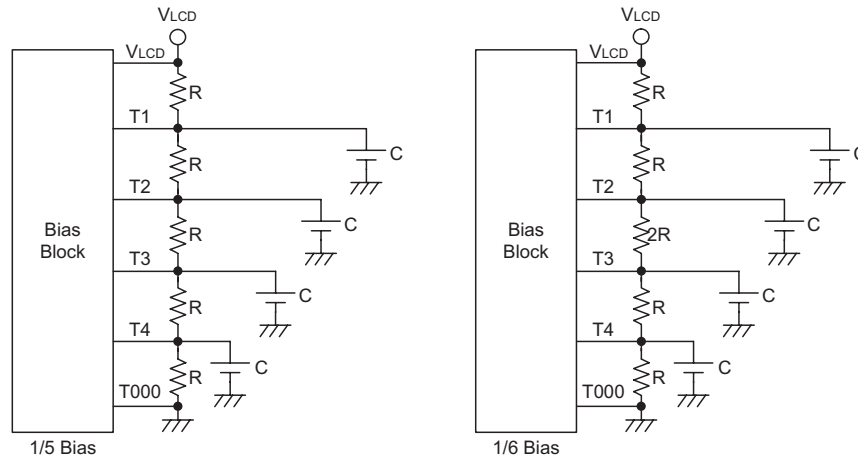 VLCD
VLCD
R
T1
C
R
T2
C
R
Bias
Block
T3
C
R
T4
C
R
T000
1/5 Bias
VLCD
VLCD
R
T1
C
R
T2
C
2R
Bias
Block
T3
C
R
T4
C
R
T000
1/6 Bias